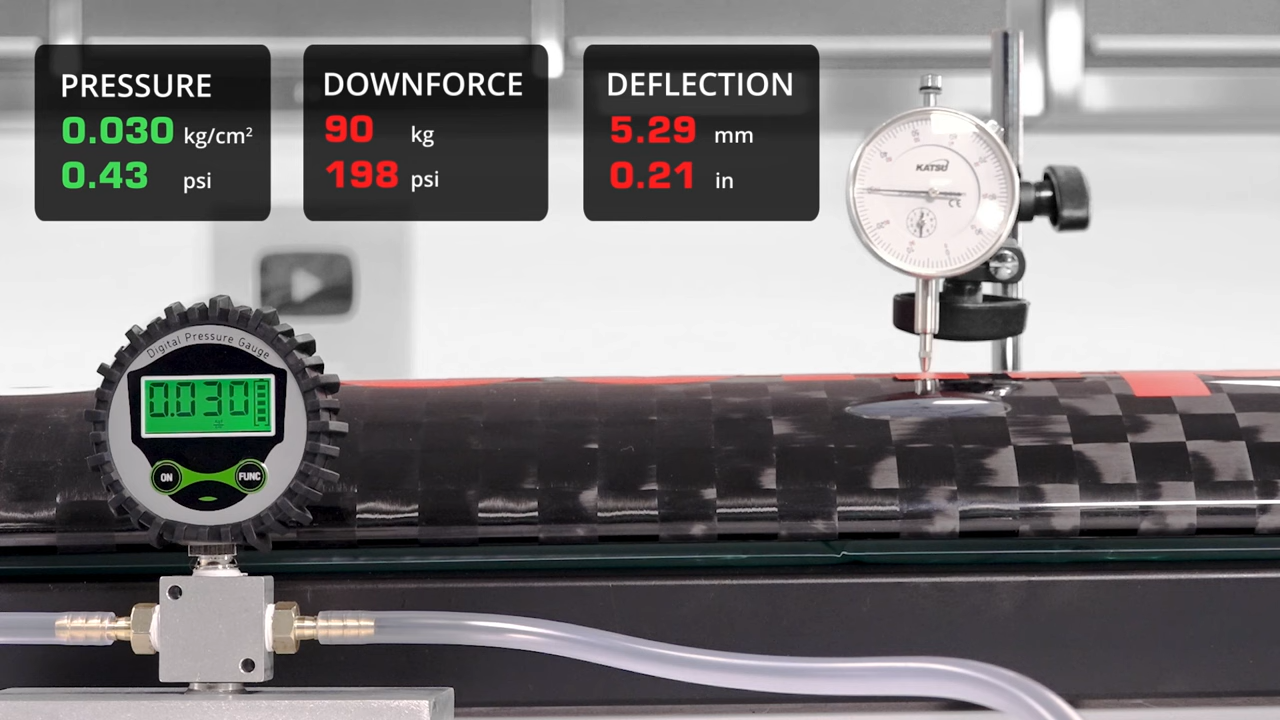 PRESSURE
0.030 kg/cm²
0.43 psi
DOWNFORCE
90 kg
198 psi
DEFLECTION
5.29 mm
0.21 in
KATSU
CE
Digital Pressure Gauge
0.030
ON
FUNC